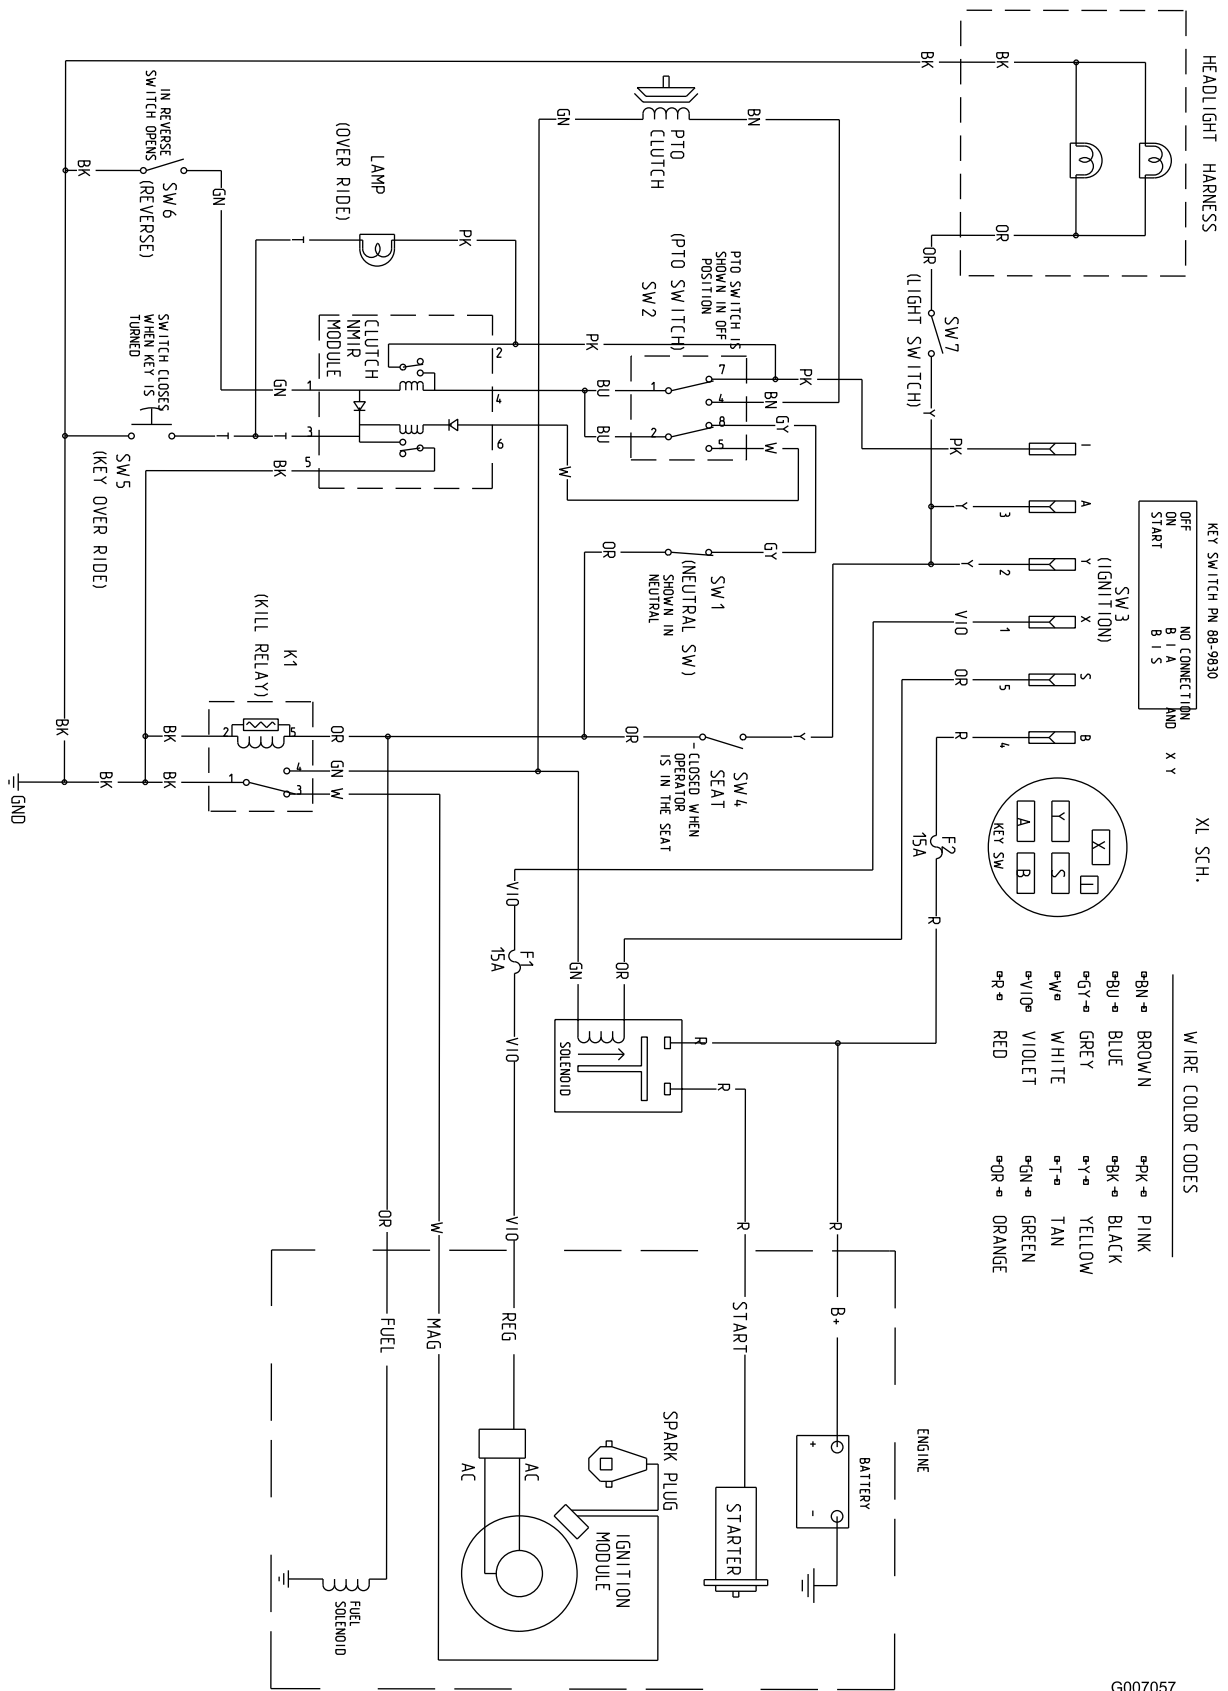 HEADLIGHT HARNESS
BK
BK
OR
OR
SW7
(LIGHT SWITCH)
Y
KEY SWITCH PN 88-9830
OFF NO CONNECTION
ON B I A AND X Y
START B I S
XL SCH.
SW3
(IGNITION)
I
A
Y
X
S
B
3
2
1
5
4
PK
Y
Y
VIO
OR
R
F2
15A
R
KEY SW
X
I
Y
S
A
B
WIRE COLOR CODES
BN BROWN
BU BLUE
GY GREY
W WHITE
VIO VIOLET
R RED
PK PINK
BK BLACK
Y YELLOW
T TAN
GN GREEN
OR ORANGE
GN
PTO
CLUTCH
BN
PTO SWITCH IS
SHOWN IN OFF
POSITION
(PTO SWITCH)
SW2
7
4
8
5
1
2
PK
BN
GY
W
PK
BU
BU
W
LAMP
(OVER RIDE)
T
PK
CLUTCH
NMIR
MODULE
1
3
5
2
4
6
GN
T
T
BK
IN REVERSE
SWITCH OPENS
SW6
(REVERSE)
BK
GN
SWITCH CLOSES
WHEN KEY IS
TURNED
SW5
(KEY OVER RIDE)
OR
GY
SW1
(NEUTRAL SW)
SHOWN IN
NEUTRAL
K1
(KILL RELAY)
2
5
4
1
3
BK
BK
BK
BK
GND
OR
GN
W
OR
Y
SW4
SEAT
- CLOSED WHEN
OPERATOR
IS IN THE SEAT
VIO
F1
15A
VIO
GN
OR
SOLENOID
R
R
OR
W
VIO
R
R
FUEL
MAG
REG
START
B+
ENGINE
BATTERY
+
-
STARTER
SPARK PLUG
IGNITION
MODULE
AC
AC
FUEL
SOLENOID
G007057